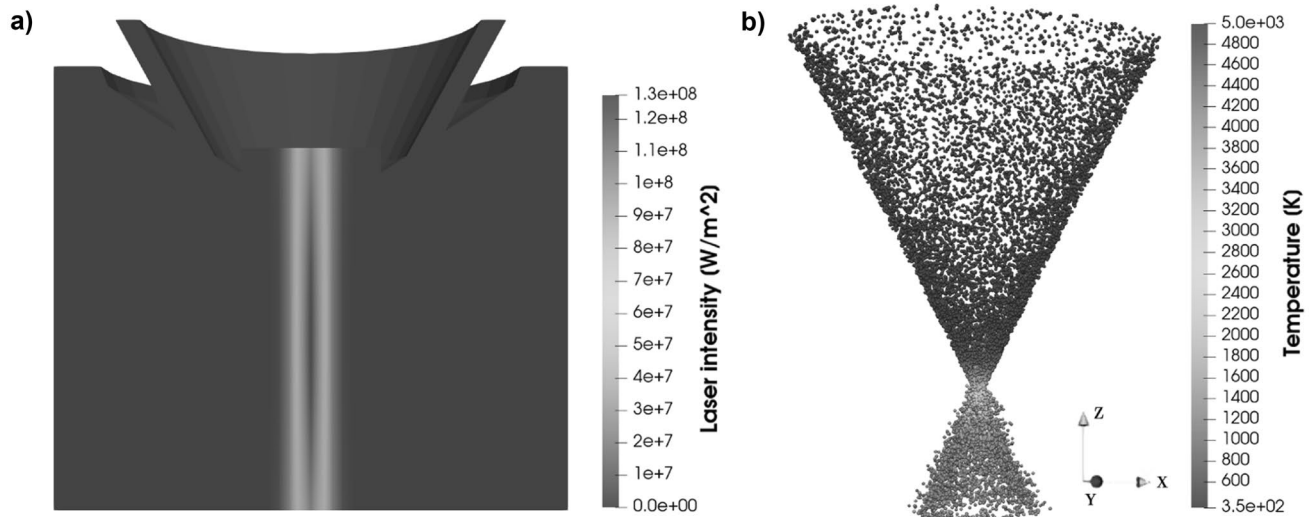 a)
1.3e+08
1.2e+8
1.1e+8
1e+8
9e+7
8e+7
7e+7
6e+7
5e+7
4e+7
3e+7
2e+7
1e+7
0.0e+00
Laser intensity (W/m^2)
b)
5.0e+03
4800
4600
4400
4200
4000
3800
3600
3400
3200
3000
2800
2600
2400
2200
2000
1800
1600
1400
1200
1000
800
600
3.5e+02
Temperature (K)
Z
Y
X